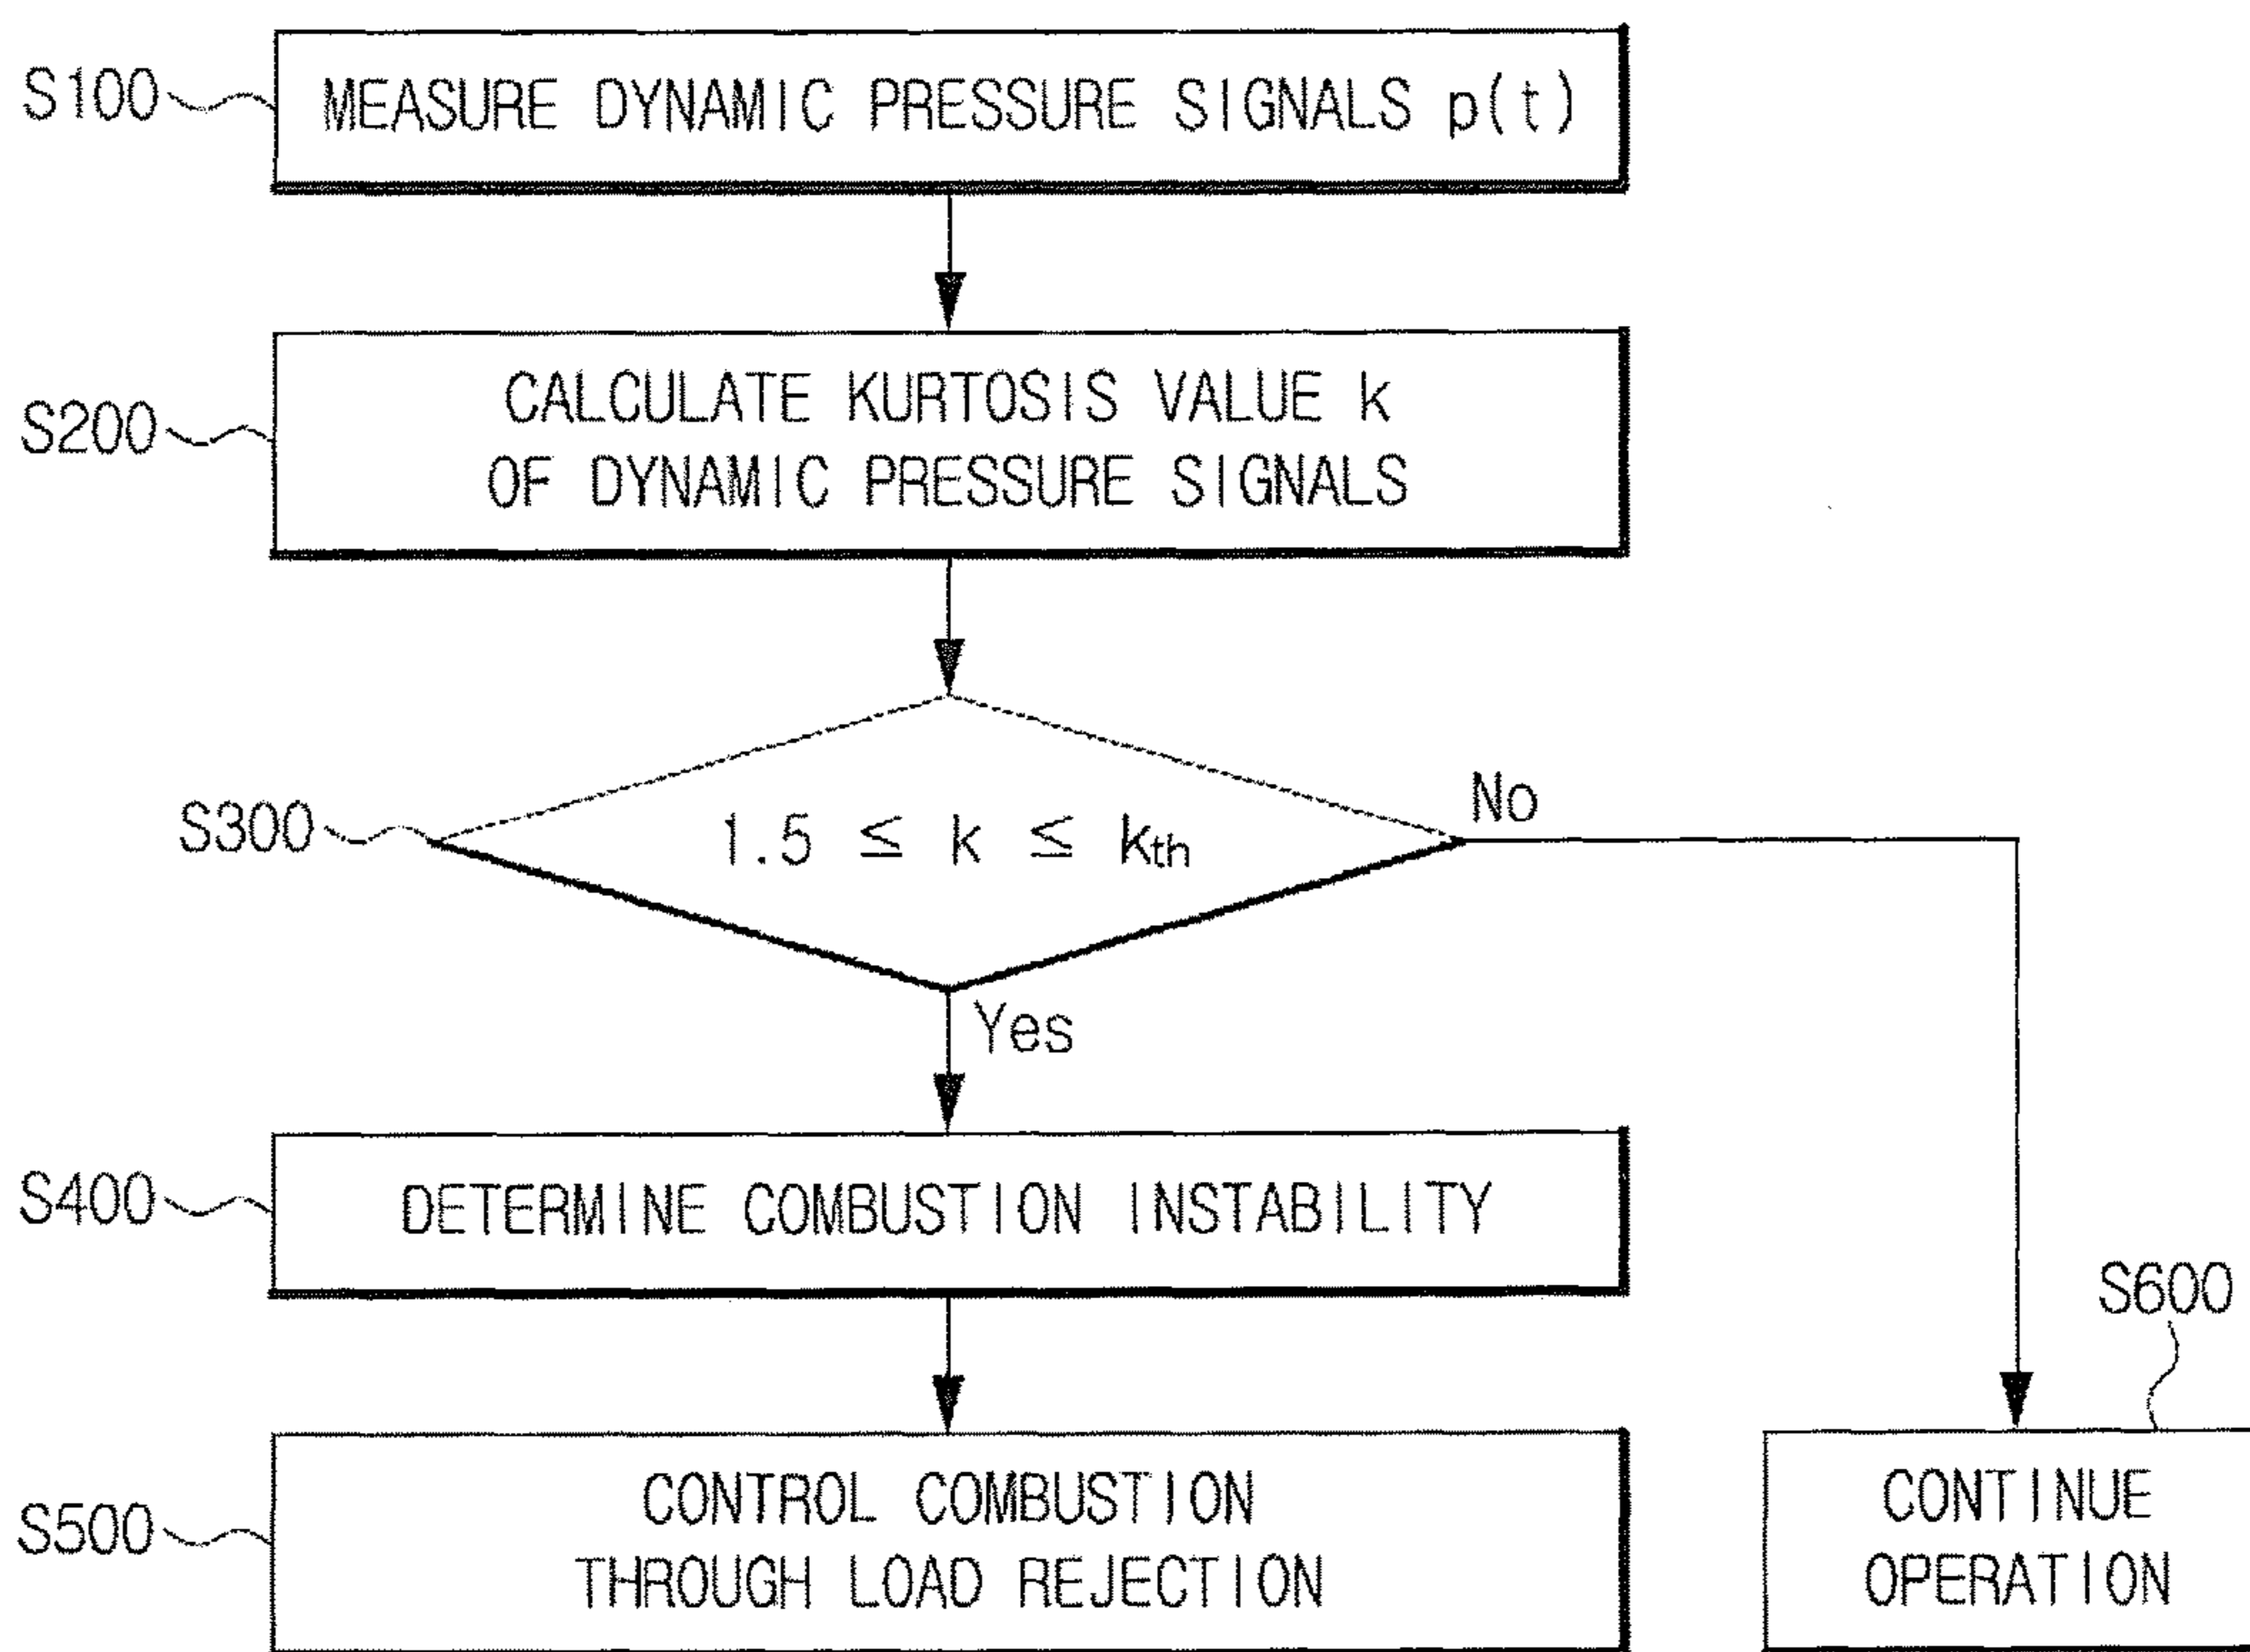 S100
MEASURE DYNAMIC PRESSURE SIGNALS p(t)
S200
CALCULATE KURTOSIS VALUE k
OF DYNAMIC PRESSURE SIGNALS
S300
1.5 ≤ k ≤ kth
No
Yes
S400
DETERMINE COMBUSTION INSTABILITY
S500
CONTROL COMBUSTION
THROUGH LOAD REJECTION
S600
CONTINUE
OPERATION